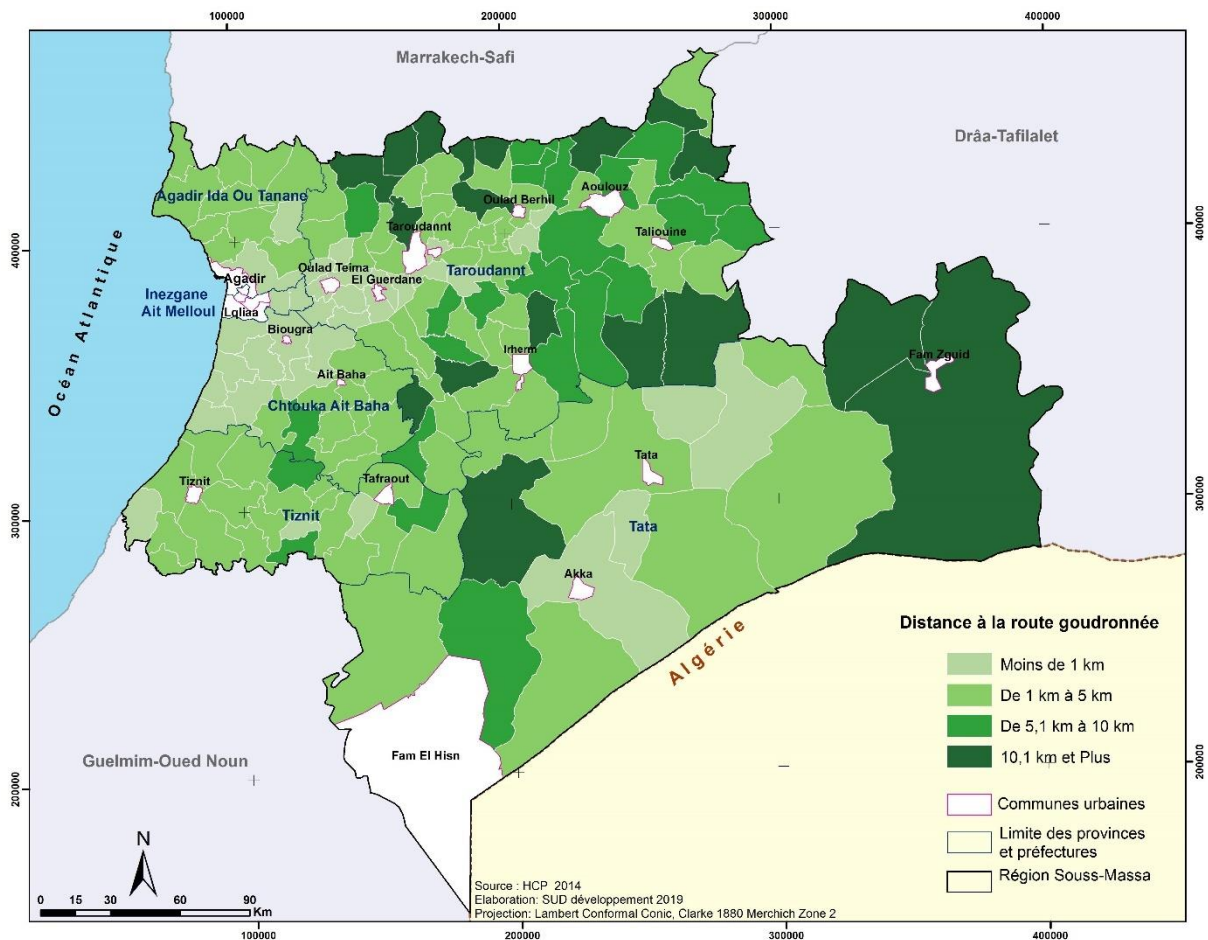 100000
200000
300000
400000
Marrakech-Safi
Drâa-Tafilalet
Océan Atlantique
Agadir Ida Ou Tanane
Oulad Berhil
Aoulouz
Taroudannt
Taliouine
400000
400000
Agadir
Oulad Teima
El Guerdane
Taroudannt
Inezgane
Ait Melloul
Lqliaa
Biougra
Irherm
Fam Zguid
Ait Baha
Chtouka Ait Baha
Tata
Tiznit
Tafraout
300000
300000
Tiznit
Tata
Akka
Algérie
Distance à la route goudronnée
Moins de 1 km
De 1 km à 5 km
De 5,1 km à 10 km
10,1 km et Plus
Guelmim-Oued Noun
Fam El Hisn
200000
200000
Communes urbaines
Limite des provinces
et préfectures
Région Souss-Massa
N
0 15 30 60 90
Km
Source : HCP 2014
Elaboration: SUD développement 2019
Projection: Lambert Conformal Conic, Clarke 1880 Merchich Zone 2
100000
200000
300000
400000